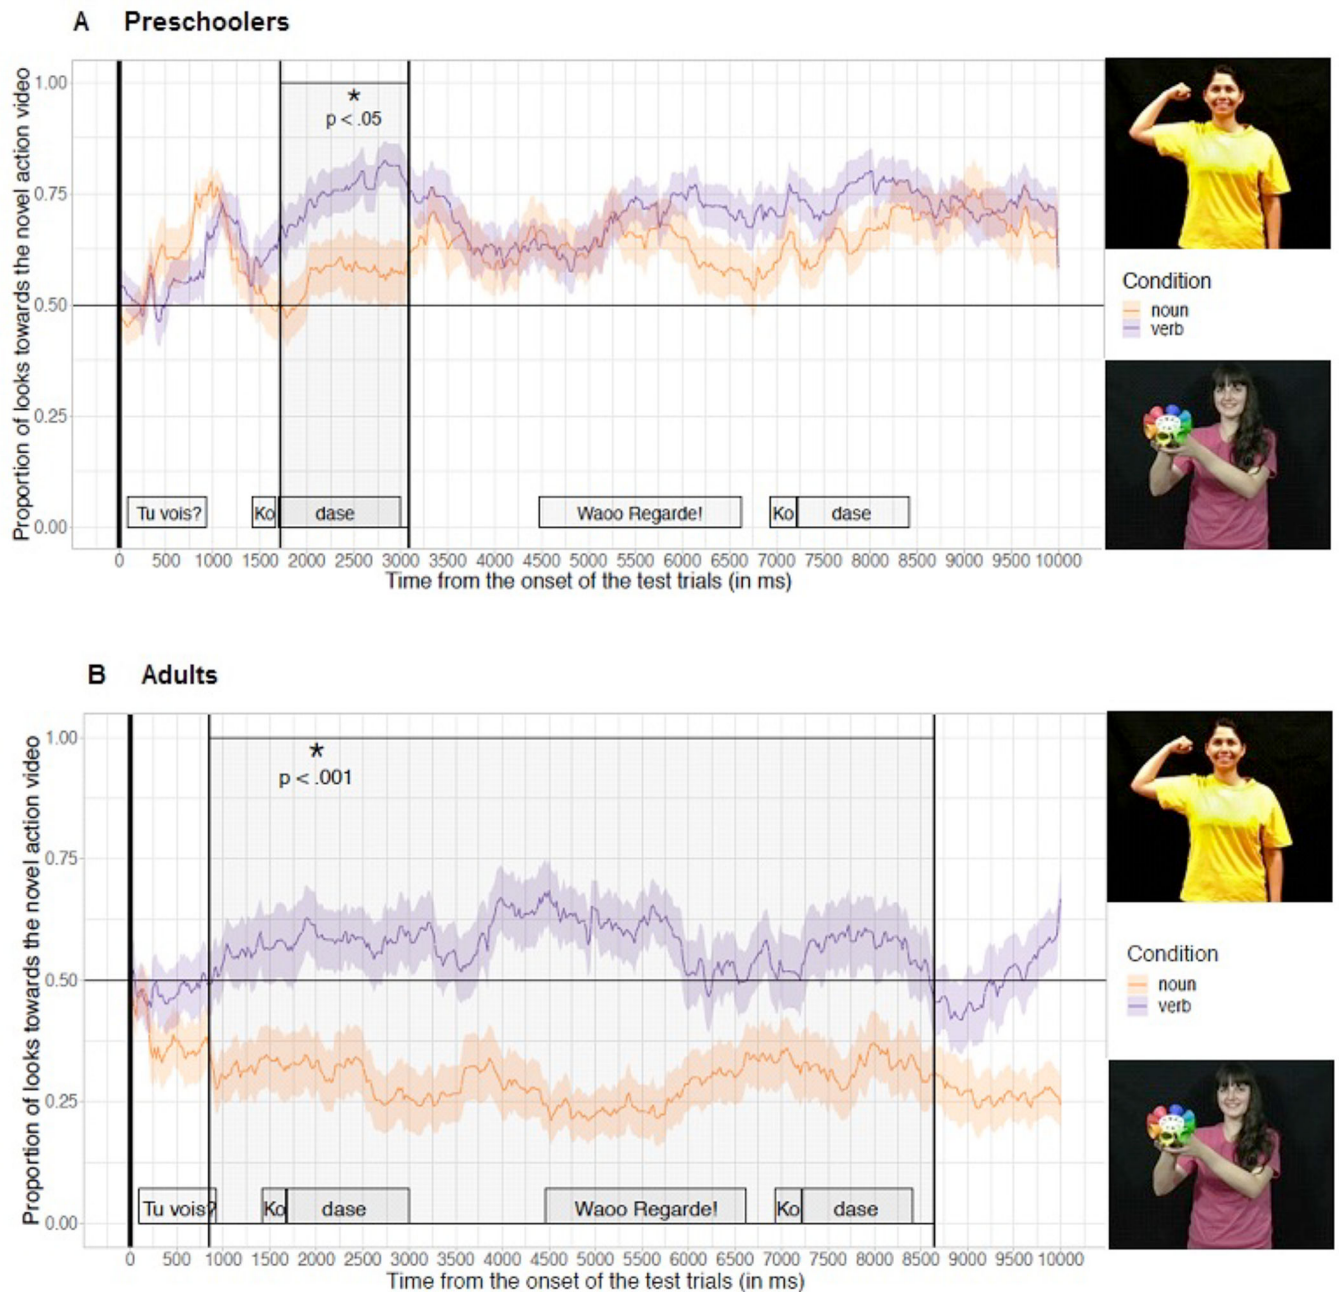 A Preschoolers
Proportion of looks towards the novel action video
1.00
0.75
0.50
0.25
0.00
*
p < .05
Tu vois?
Ko
dase
Waoo Regarde!
Ko
dase
0 500 1000 1500 2000 2500 3000 3500 4000 4500 5000 5500 6000 6500 7000 7500 8000 8500 9000 9500 10000
Time from the onset of the test trials (in ms)
Condition
noun
verb
B Adults
Proportion of looks towards the novel action video
1.00
0.75
0.50
0.25
0.00
*
p < .001
Tu vois?
Ko
dase
Waoo Regarde!
Ko
dase
0 500 1000 1500 2000 2500 3000 3500 4000 4500 5000 5500 6000 6500 7000 7500 8000 8500 9000 9500 10000
Time from the onset of the test trials (in ms)
Condition
noun
verb